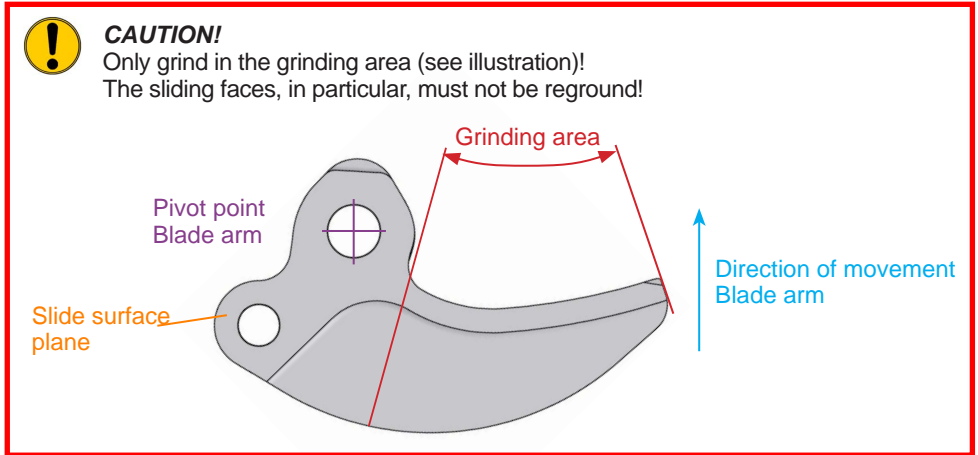 CAUTION!
Only grind in the grinding area (see illustration)!
The sliding faces, in particular, must not be reground!
Grinding area
Pivot point
Blade arm
Direction of movement
Blade arm
Slide surface
plane